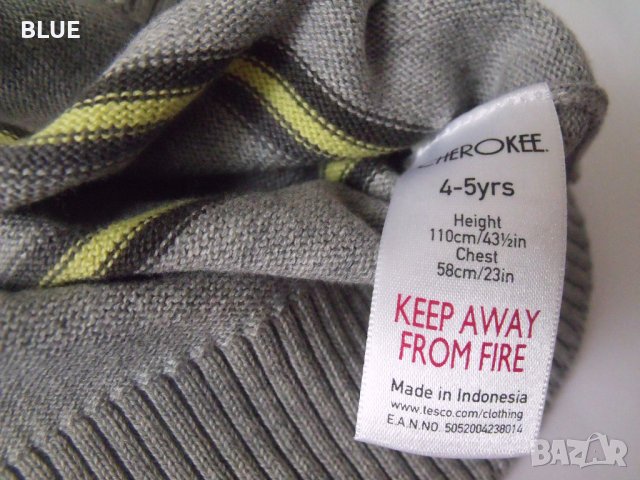 BLUE
CHEROKEE.
4-5yrs
Height
110cm/43½in
Chest
58cm/23in
KEEP AWAY
FROM FIRE
Made in Indonesia
www.tesco.com/clothing
E.A.N.NO. 5052004238014
BAZAR